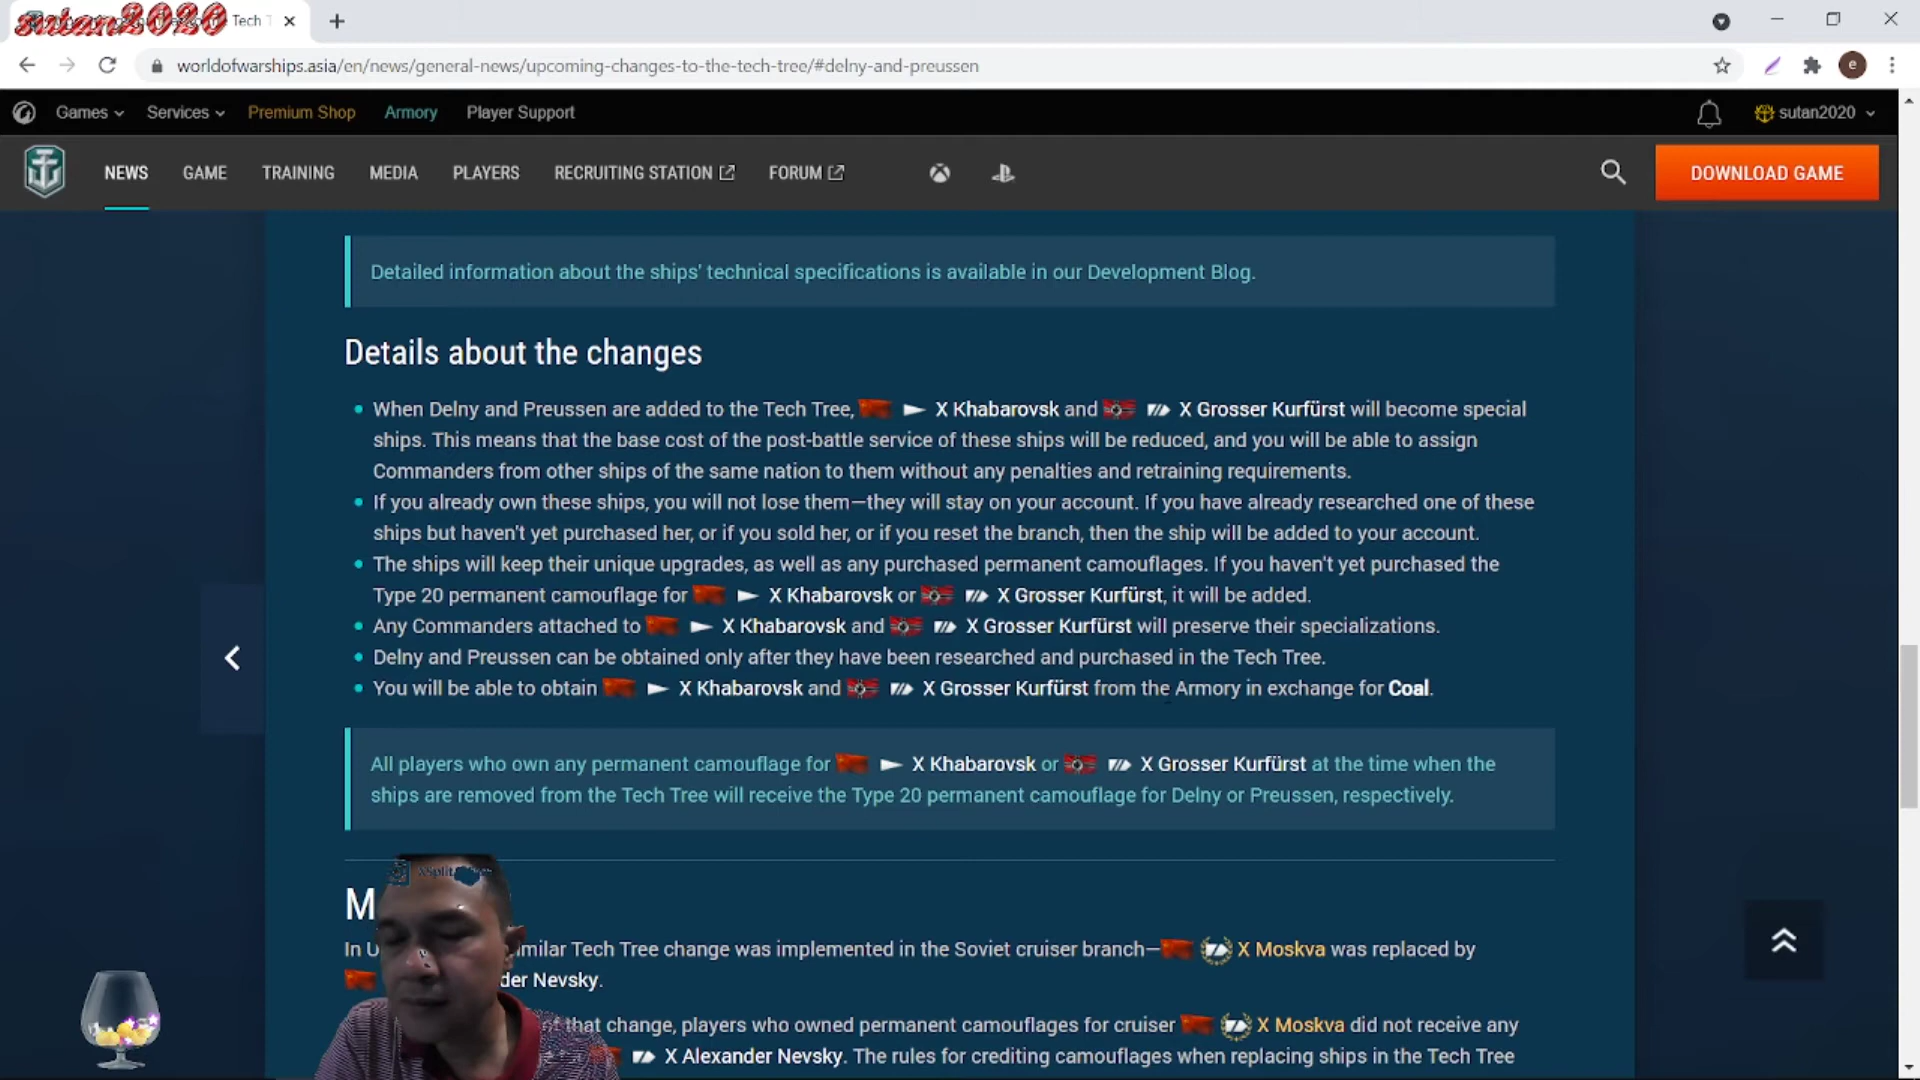 sutan2020
Tech T
worldofwarships.asia/en/news/general-news/upcoming-changes-to-the-tech-tree/#delny-and-preussen
e
Games Services Premium Shop Armory Player Support sutan2020
NEWS GAME TRAINING MEDIA PLAYERS RECRUITING STATION FORUM DOWNLOAD GAME
Detailed information about the ships' technical specifications is available in our Development Blog.
Details about the changes
When Delny and Preussen are added to the Tech Tree, X Khabarovsk and X Grosser Kurfürst will become special
ships. This means that the base cost of the post-battle service of these ships will be reduced, and you will be able to assign
Commanders from other ships of the same nation to them without any penalties and retraining requirements.
If you already own these ships, you will not lose them—they will stay on your account. If you have already researched one of these
ships but haven't yet purchased her, or if you sold her, or if you reset the branch, then the ship will be added to your account.
The ships will keep their unique upgrades, as well as any purchased permanent camouflages. If you haven't yet purchased the
Type 20 permanent camouflage for X Khabarovsk or X Grosser Kurfürst, it will be added.
Any Commanders attached to X Khabarovsk and X Grosser Kurfürst will preserve their specializations.
Delny and Preussen can be obtained only after they have been researched and purchased in the Tech Tree.
You will be able to obtain X Khabarovsk and X Grosser Kurfürst from the Armory in exchange for Coal.
All players who own any permanent camouflage for X Khabarovsk or X Grosser Kurfürst at the time when the
ships are removed from the Tech Tree will receive the Type 20 permanent camouflage for Delny or Preussen, respectively.
XSplit
M
In U milar Tech Tree change was implemented in the Soviet cruiser branch— X Moskva was replaced by
der Nevsky.
f that change, players who owned permanent camouflages for cruiser X Moskva did not receive any
X Alexander Nevsky. The rules for crediting camouflages when replacing ships in the Tech Tree